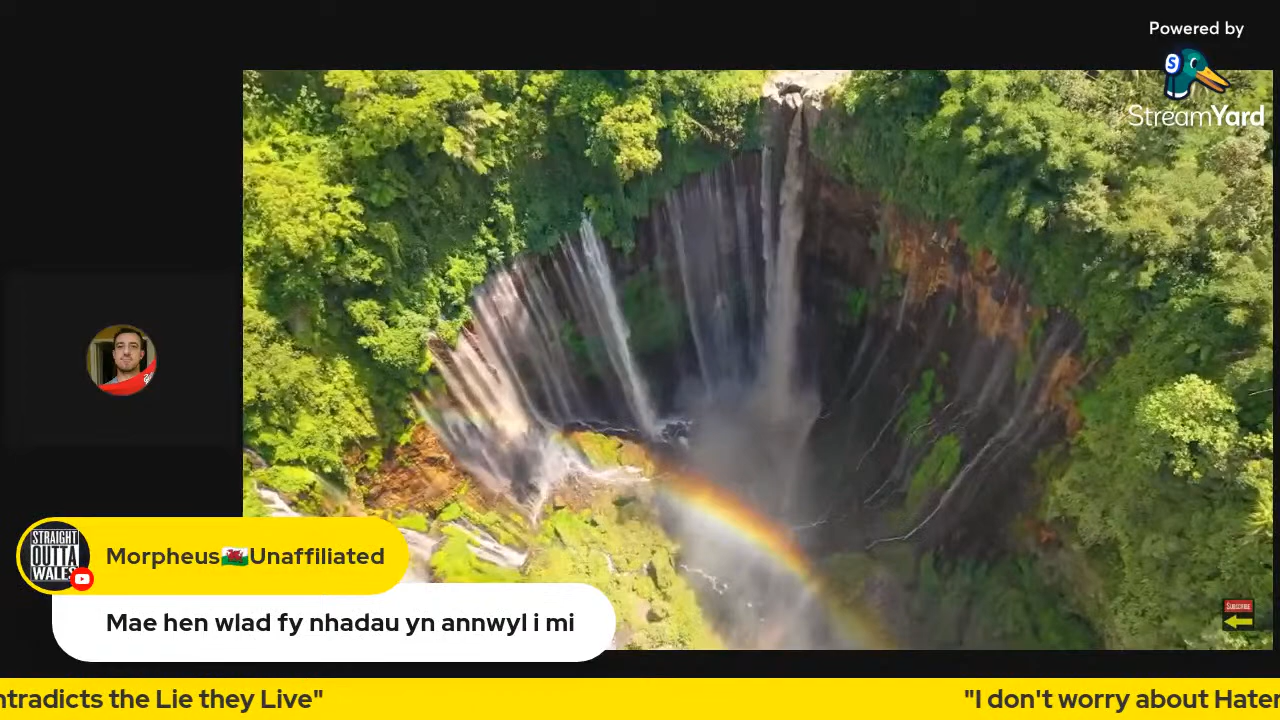 Powered by
S
StreamYard
STRAIGHT
OUTTA
WALES
Morpheus🏴󠁧󠁢󠁷󠁬󠁳󠁿Unaffiliated
Mae hen wlad fy nhadau yn annwyl i mi
SUBSCRIBE
ntradicts the Lie they Live"
"I don't worry about Hater